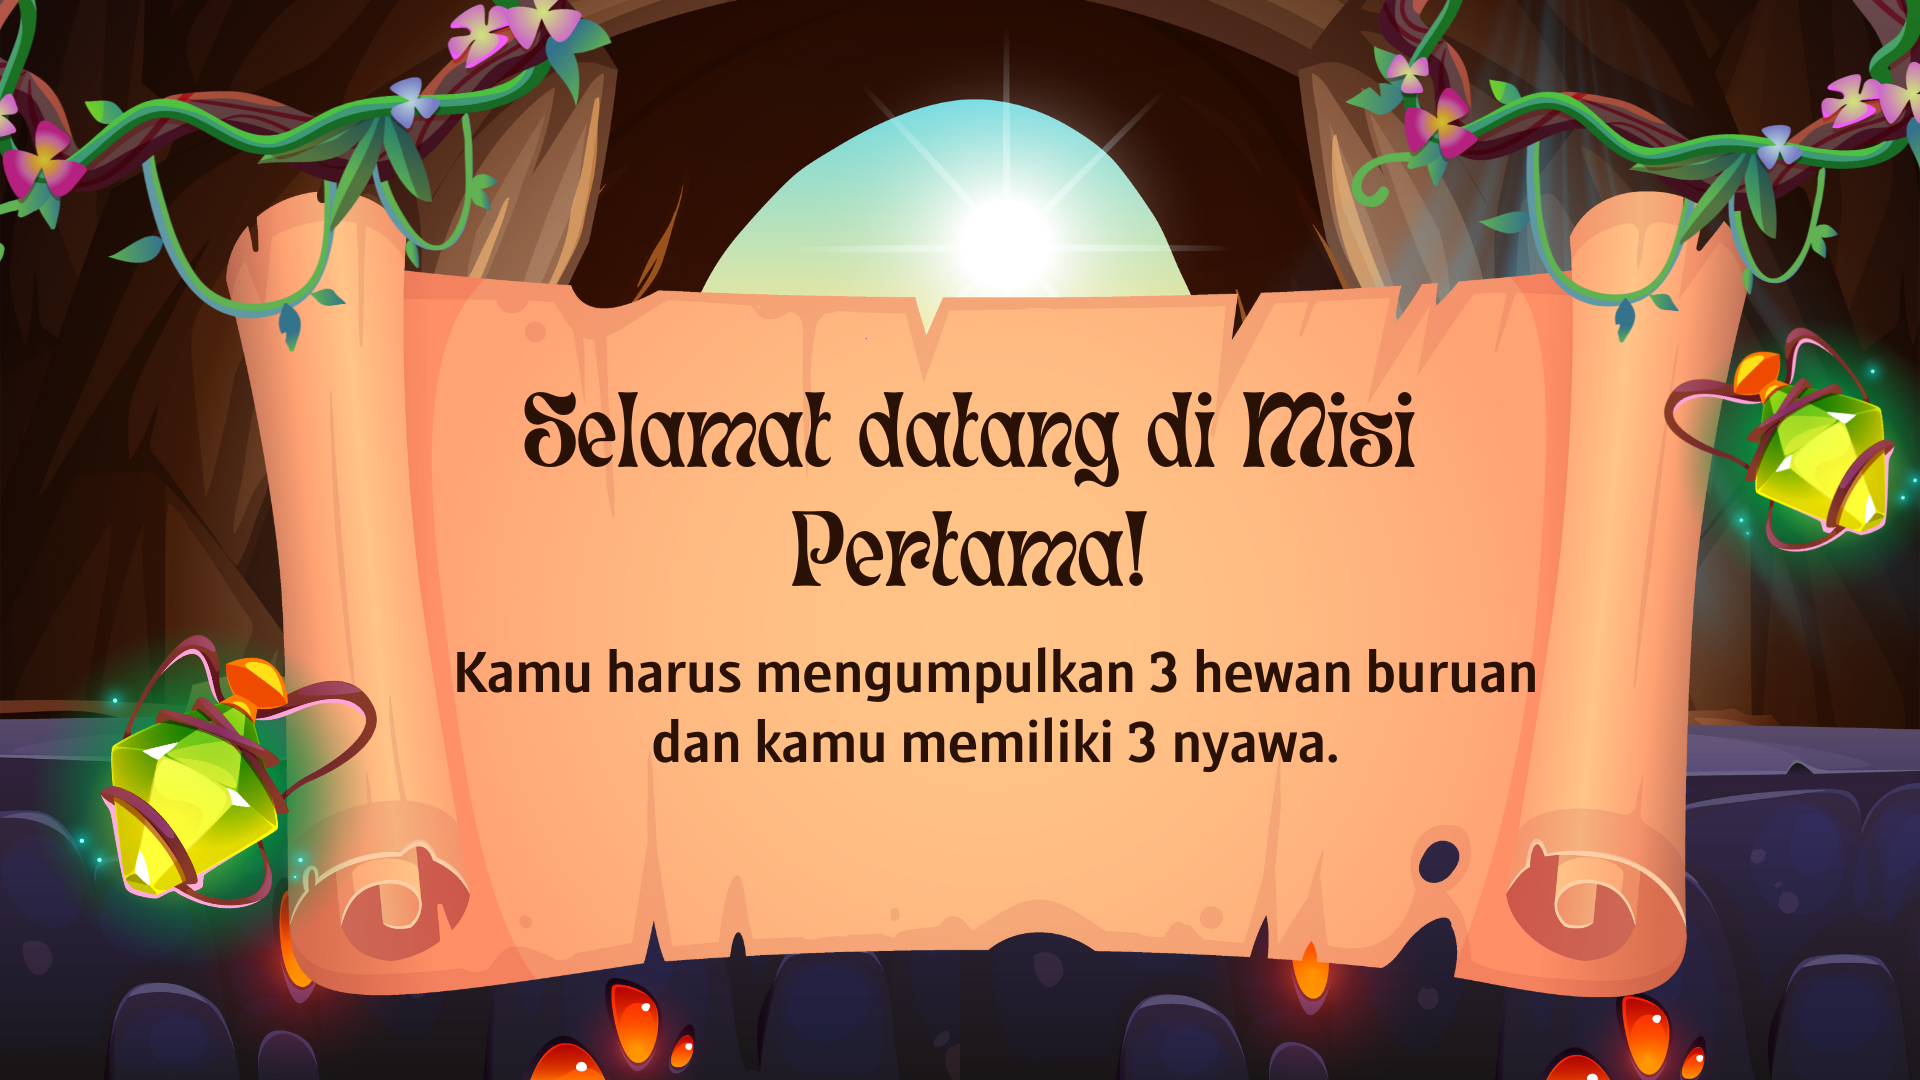 Selamat datang di Misi
Pertama!
Kamu harus mengumpulkan 3 hewan buruan
dan kamu memiliki 3 nyawa.